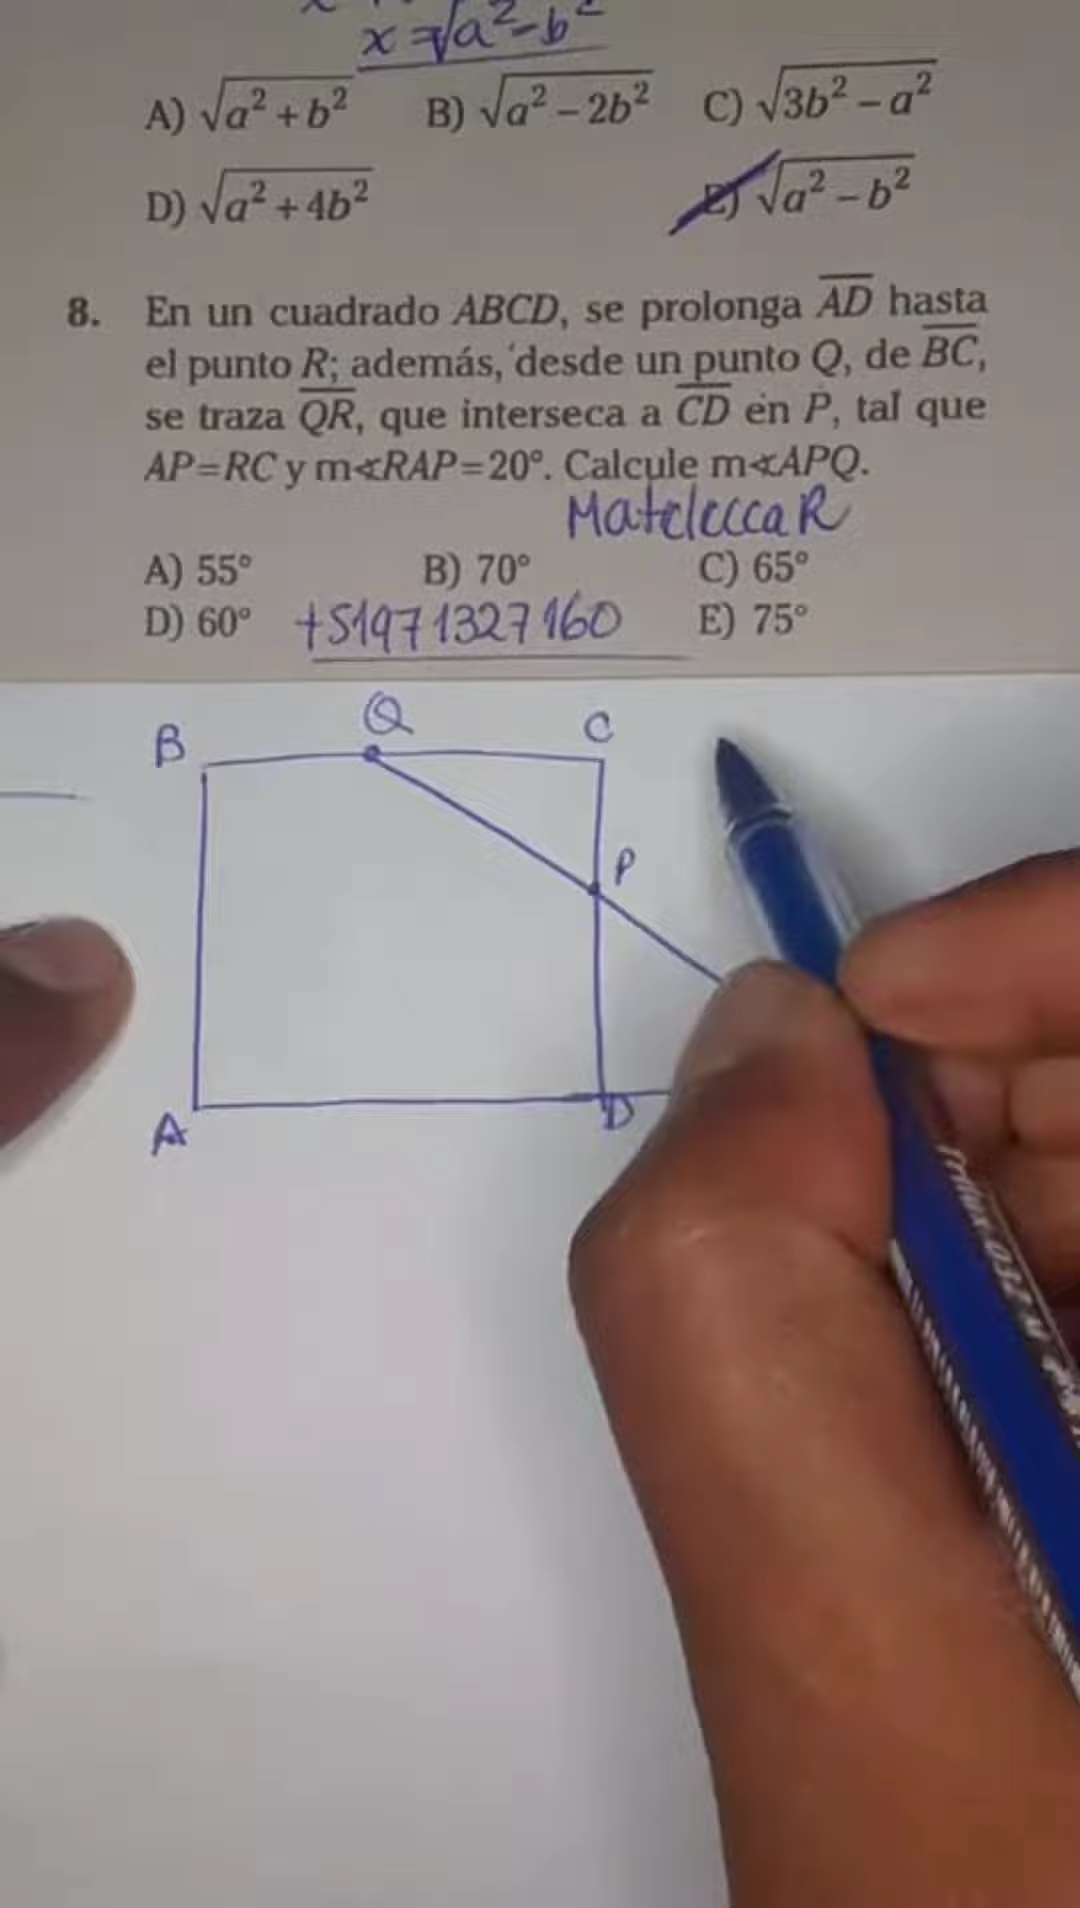 x=√a²-b²
A) √a²+b² B) √a²-2b² C) √3b²-a²
D) √a²+4b² E) √a²-b²
8. En un cuadrado ABCD, se prolonga AD hasta
el punto R; además, desde un punto Q, de BC,
se traza QR, que interseca a CD en P, tal que
AP=RC y m∢RAP=20°. Calcule m∢APQ.
MateleccaR
A) 55° B) 70° C) 65°
D) 60° +51971327160 E) 75°
B Q C
P
A D